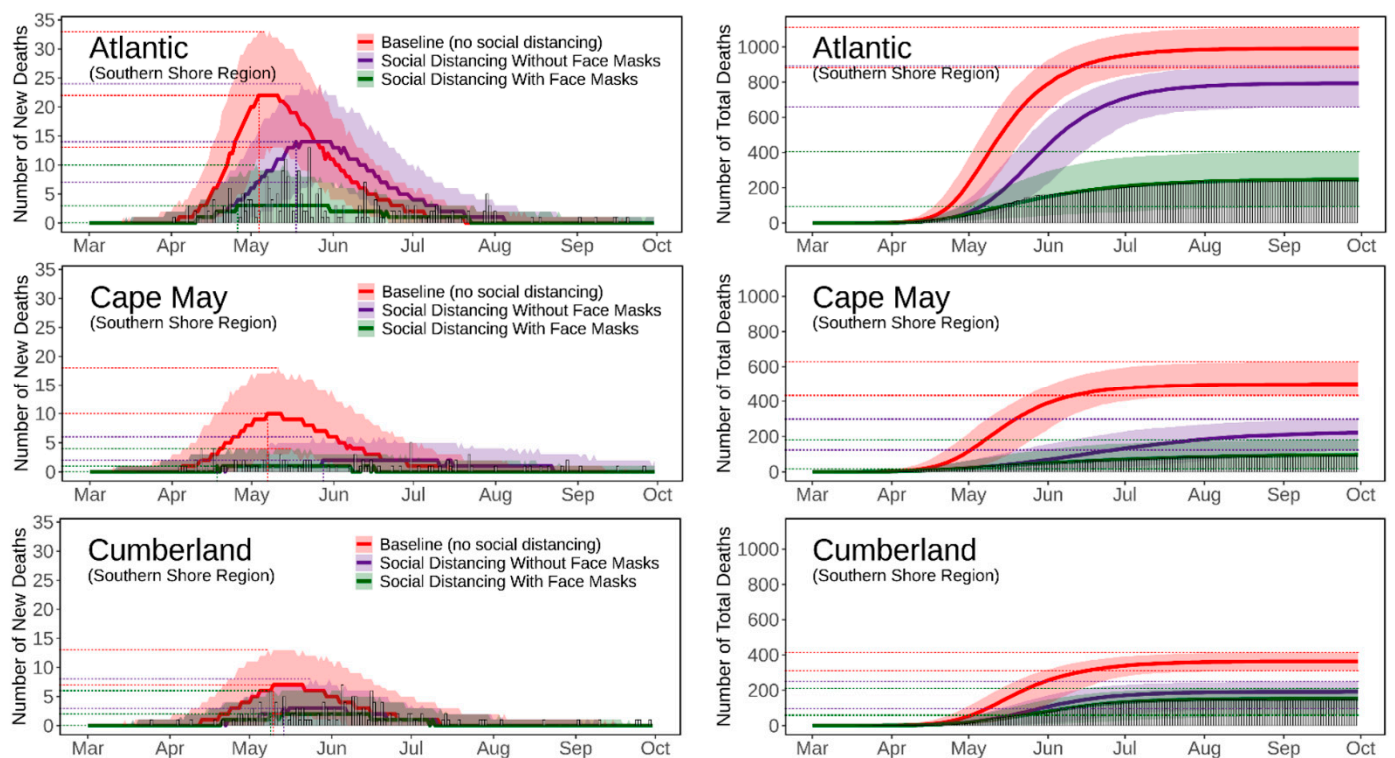 Number of New Deaths
35
30
25
20
15
10
5
0
Atlantic
(Southern Shore Region)
Baseline (no social distancing)
Social Distancing Without Face Masks
Social Distancing With Face Masks
Mar Apr May Jun Jul Aug Sep Oct
Number of Total Deaths
1000
800
600
400
200
0
Atlantic
(Southern Shore Region)
Mar Apr May Jun Jul Aug Sep Oct
Number of New Deaths
35
30
25
20
15
10
5
0
Cape May
(Southern Shore Region)
Baseline (no social distancing)
Social Distancing Without Face Masks
Social Distancing With Face Masks
Mar Apr May Jun Jul Aug Sep Oct
Number of Total Deaths
1000
800
600
400
200
0
Cape May
(Southern Shore Region)
Mar Apr May Jun Jul Aug Sep Oct
Number of New Deaths
35
30
25
20
15
10
5
0
Cumberland
(Southern Shore Region)
Baseline (no social distancing)
Social Distancing Without Face Masks
Social Distancing With Face Masks
Mar Apr May Jun Jul Aug Sep Oct
Number of Total Deaths
1000
800
600
400
200
0
Cumberland
(Southern Shore Region)
Mar Apr May Jun Jul Aug Sep Oct